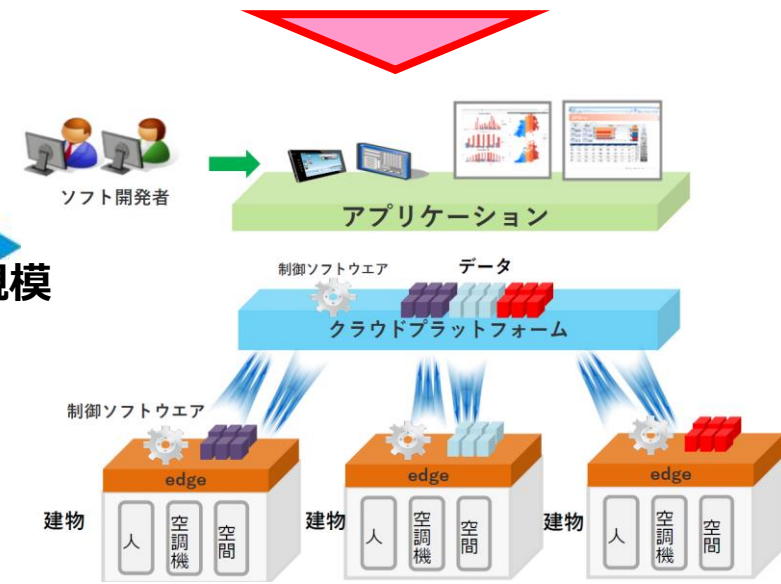 ソフト開発者
アプリケーション
規模
制御ソフトウエア
データ
クラウドプラットフォーム
制御ソフトウエア
edge
edge
edge
建物
人
空調機
空間
建物
人
空調機
空間
建物
人
空調機
空間